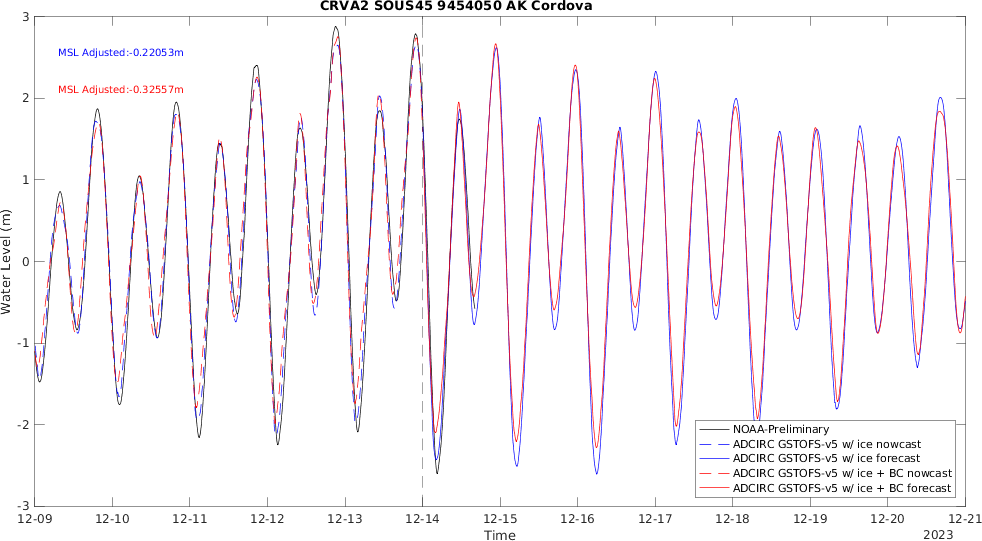 CRVA2 SOUS45 9454050 AK Cordova
MSL Adjusted:-0.22053m
MSL Adjusted:-0.32557m
Water Level (m)
3
2
1
0
-1
-2
-3
NOAA-Preliminary
ADCIRC GSTOFS-v5 w/ ice nowcast
ADCIRC GSTOFS-v5 w/ ice forecast
ADCIRC GSTOFS-v5 w/ ice + BC nowcast
ADCIRC GSTOFS-v5 w/ ice + BC forecast
12-09 12-10 12-11 12-12 12-13 12-14 12-15 12-16 12-17 12-18 12-19 12-20 12-21
Time
2023